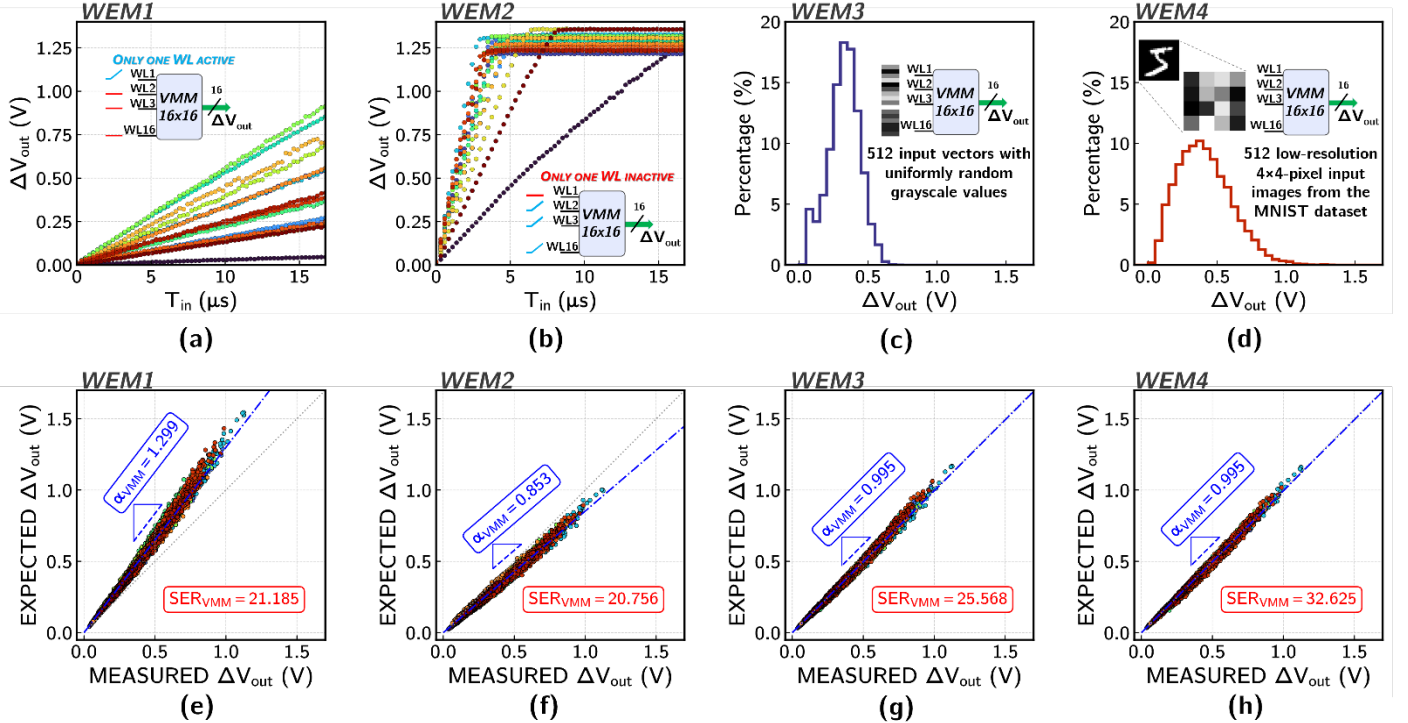 WEM1
ΔVout (V)
1.25
1.00
0.75
0.50
0.25
0.00
0
5
10
15
Tin (μs)
ONLY ONE WL ACTIVE
WL1
WL2
WL3
WL16
VMM
16x16
16
ΔVout
(a)
WEM2
1.25
1.00
0.75
0.50
0.25
0.00
0
5
10
15
Tin (μs)
ONLY ONE WL INACTIVE
WL1
WL2
WL3
WL16
VMM
16x16
16
ΔVout
(b)
WEM3
Percentage (%)
20
15
10
5
0
0.0
0.5
1.0
1.5
ΔVout (V)
WL1
WL2
WL3
WL16
VMM
16x16
16
ΔVout
512 input vectors with
uniformly random
grayscale values
(c)
WEM4
Percentage (%)
20
15
10
5
0
0.0
0.5
1.0
1.5
ΔVout (V)
WL1
WL2
WL3
WL16
VMM
16x16
16
ΔVout
512 low-resolution
4×4-pixel input
images from the
MNIST dataset
(d)
WEM1
EXPECTED ΔVout (V)
1.5
1.0
0.5
0.0
0.0
0.5
1.0
1.5
MEASURED ΔVout (V)
αVMM = 1.299
SERVMM = 21.185
(e)
WEM2
EXPECTED ΔVout (V)
1.5
1.0
0.5
0.0
0.0
0.5
1.0
1.5
MEASURED ΔVout (V)
αVMM = 0.853
SERVMM = 20.756
(f)
WEM3
EXPECTED ΔVout (V)
1.5
1.0
0.5
0.0
0.0
0.5
1.0
1.5
MEASURED ΔVout (V)
αVMM = 0.995
SERVMM = 25.568
(g)
WEM4
EXPECTED ΔVout (V)
1.5
1.0
0.5
0.0
0.0
0.5
1.0
1.5
MEASURED ΔVout (V)
αVMM = 0.995
SERVMM = 32.625
(h)